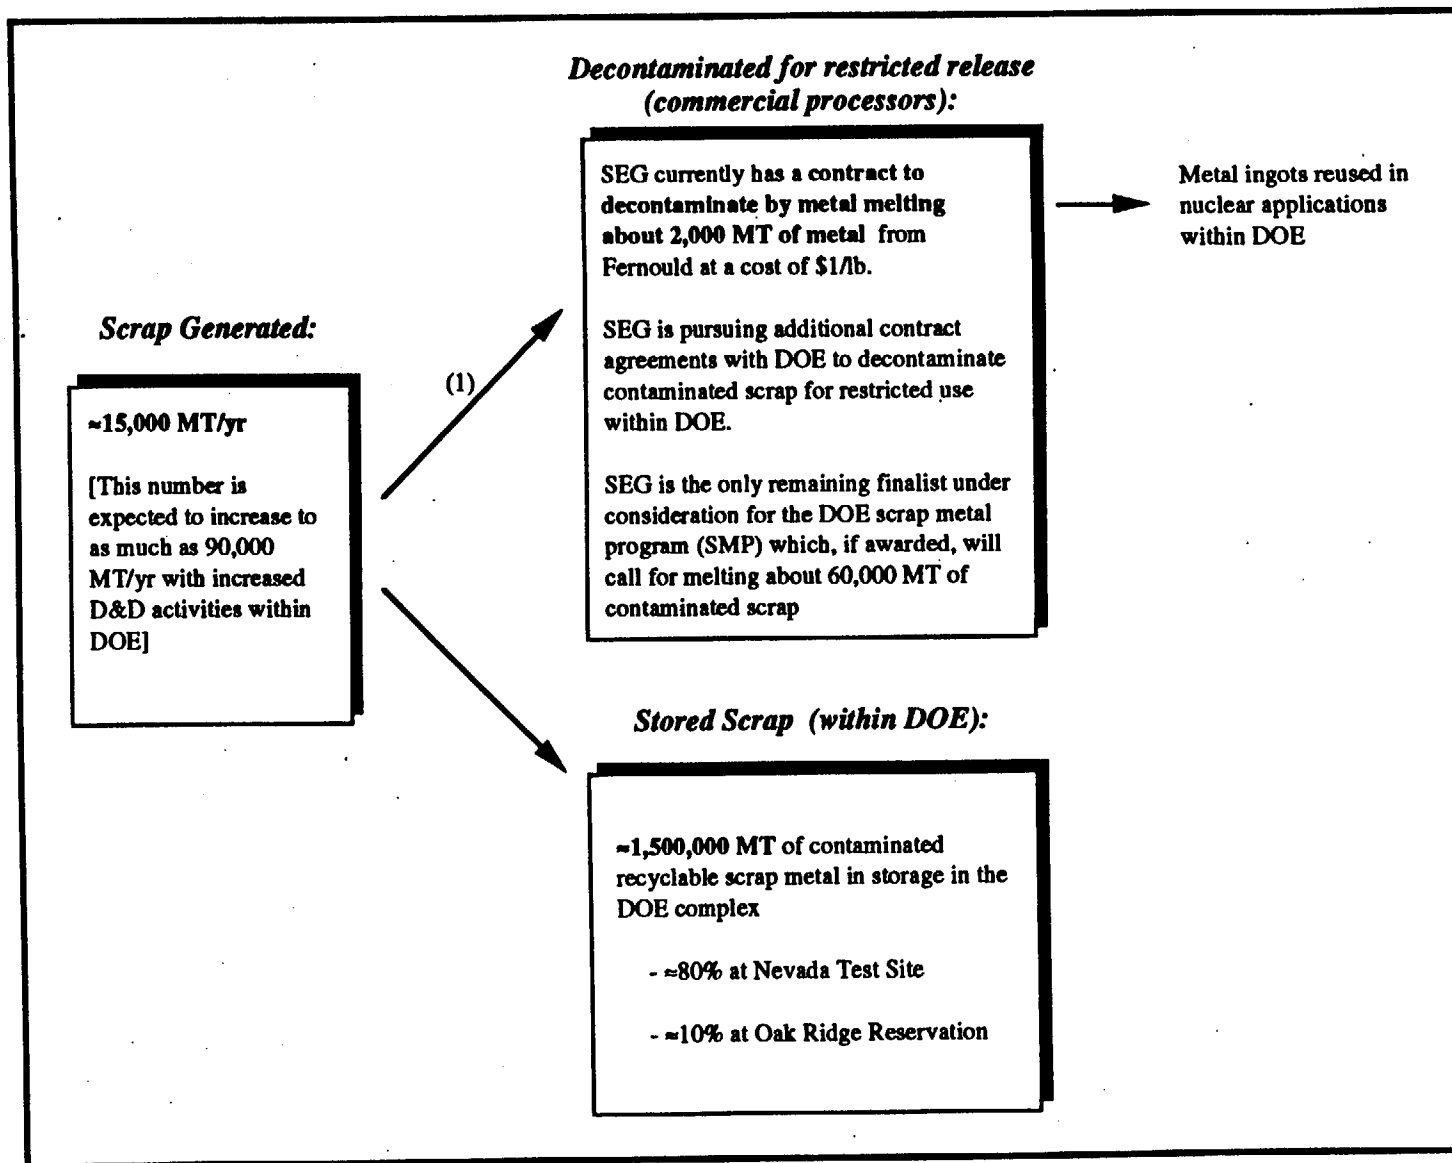 Decontaminated for restricted release
(commercial processors):
SEG currently has a contract to
decontaminate by metal melting
about 2,000 MT of metal from
Fernould at a cost of $1/lb.
SEG is pursuing additional contract
agreements with DOE to decontaminate
contaminated scrap for restricted use
within DOE.
SEG is the only remaining finalist under
consideration for the DOE scrap metal
program (SMP) which, if awarded, will
call for melting about 60,000 MT of
contaminated scrap
Metal ingots reused in
nuclear applications
within DOE
Scrap Generated:
≈15,000 MT/yr
[This number is
expected to increase to
as much as 90,000
MT/yr with increased
D&D activities within
DOE]
(1)
Stored Scrap (within DOE):
≈1,500,000 MT of contaminated
recyclable scrap metal in storage in the
DOE complex
- ≈80% at Nevada Test Site
- ≈10% at Oak Ridge Reservation